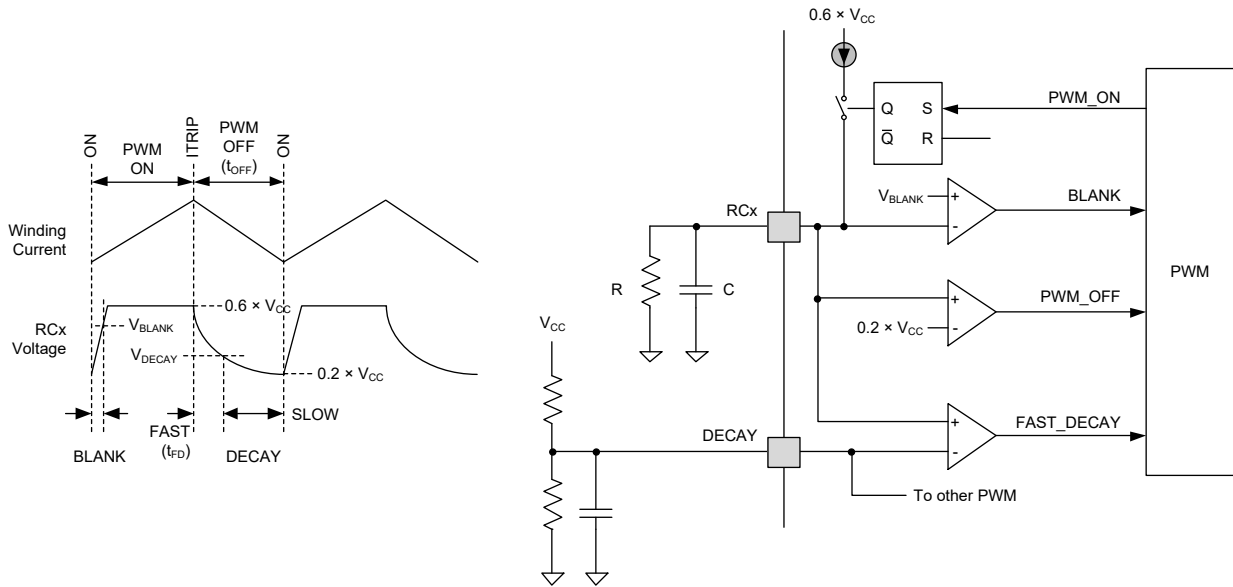 ON
PWM
ON
ITRIP
PWM
OFF
(tOFF)
ON
Winding
Current
RCx
Voltage
0.6 × VCC
VBLANK
VDECAY
0.2 × VCC
SLOW
FAST
(tFD)
BLANK
DECAY
0.6 × VCC
Q
S
Q
R
PWM_ON
RCx
VBLANK
+
-
BLANK
PWM
R
C
+
0.2 × VCC
-
PWM_OFF
VCC
DECAY
+
-
FAST_DECAY
To other PWM